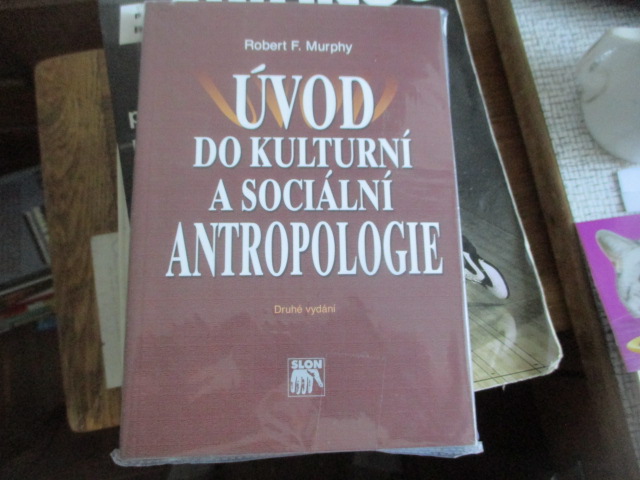 Robert F. Murphy
ÚVOD
DO KULTURNÍ
A SOCIÁLNÍ
ANTROPOLOGIE
Druhé vydání
SLON